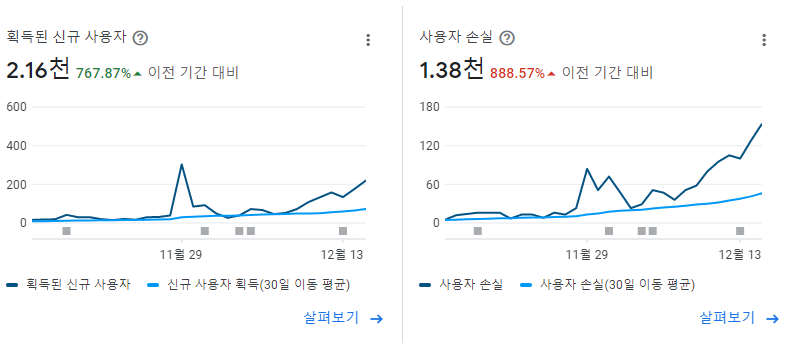 획득된 신규 사용자
2.16천 767.87% 이전 기간 대비
600
400
200
0
11월 29
12월 13
획득된 신규 사용자
신규 사용자 획득(30일 이동 평균)
살펴보기
사용자 손실
1.38천 888.57% 이전 기간 대비
180
120
60
0
11월 29
12월 13
사용자 손실
사용자 손실(30일 이동 평균)
살펴보기